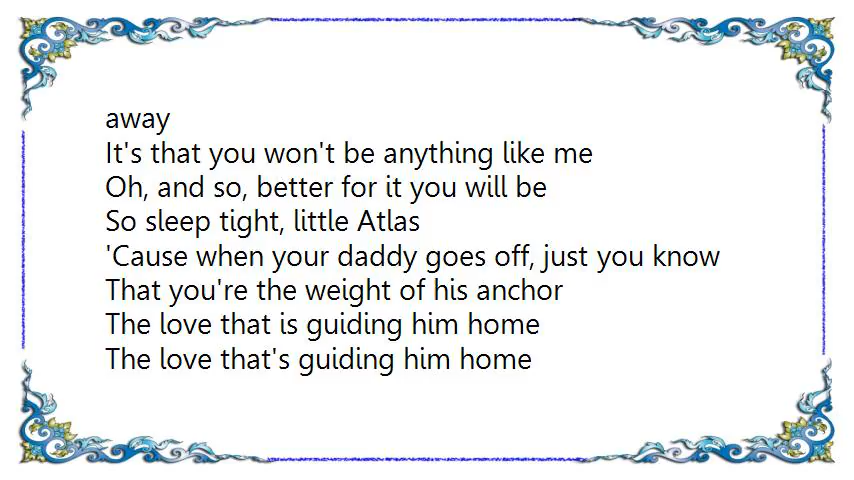 away
It's that you won't be anything like me
Oh, and so, better for it you will be
So sleep tight, little Atlas
'Cause when your daddy goes off, just you know
That you're the weight of his anchor
The love that is guiding him home
The love that's guiding him home